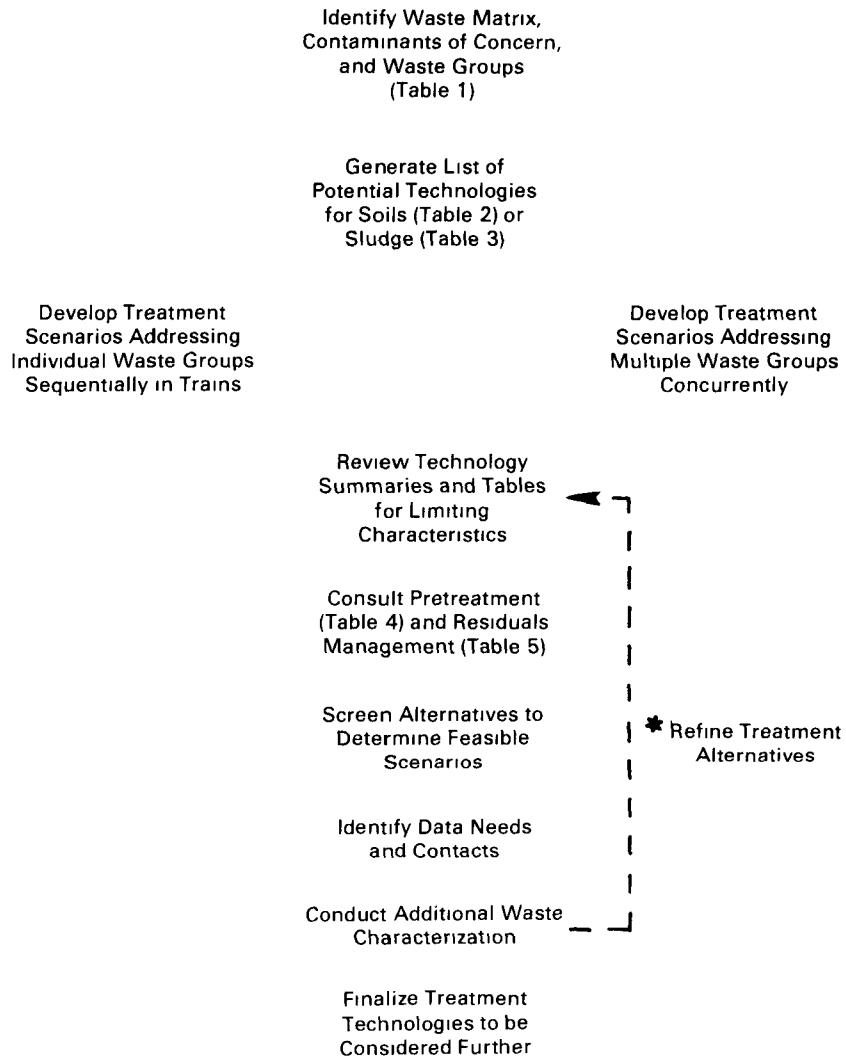 Identify Waste Matrix,
Contaminants of Concern,
and Waste Groups
(Table 1)
Generate List of
Potential Technologies
for Soils (Table 2) or
Sludge (Table 3)
Develop Treatment
Scenarios Addressing
Individual Waste Groups
Sequentially in Trains
Develop Treatment
Scenarios Addressing
Multiple Waste Groups
Concurrently
Review Technology
Summaries and Tables
for Limiting
Characteristics
Consult Pretreatment
(Table 4) and Residuals
Management (Table 5)
Screen Alternatives to
Determine Feasible
Scenarios
* Refine Treatment
Alternatives
Identify Data Needs
and Contacts
Conduct Additional Waste
Characterization
Finalize Treatment
Technologies to be
Considered Further